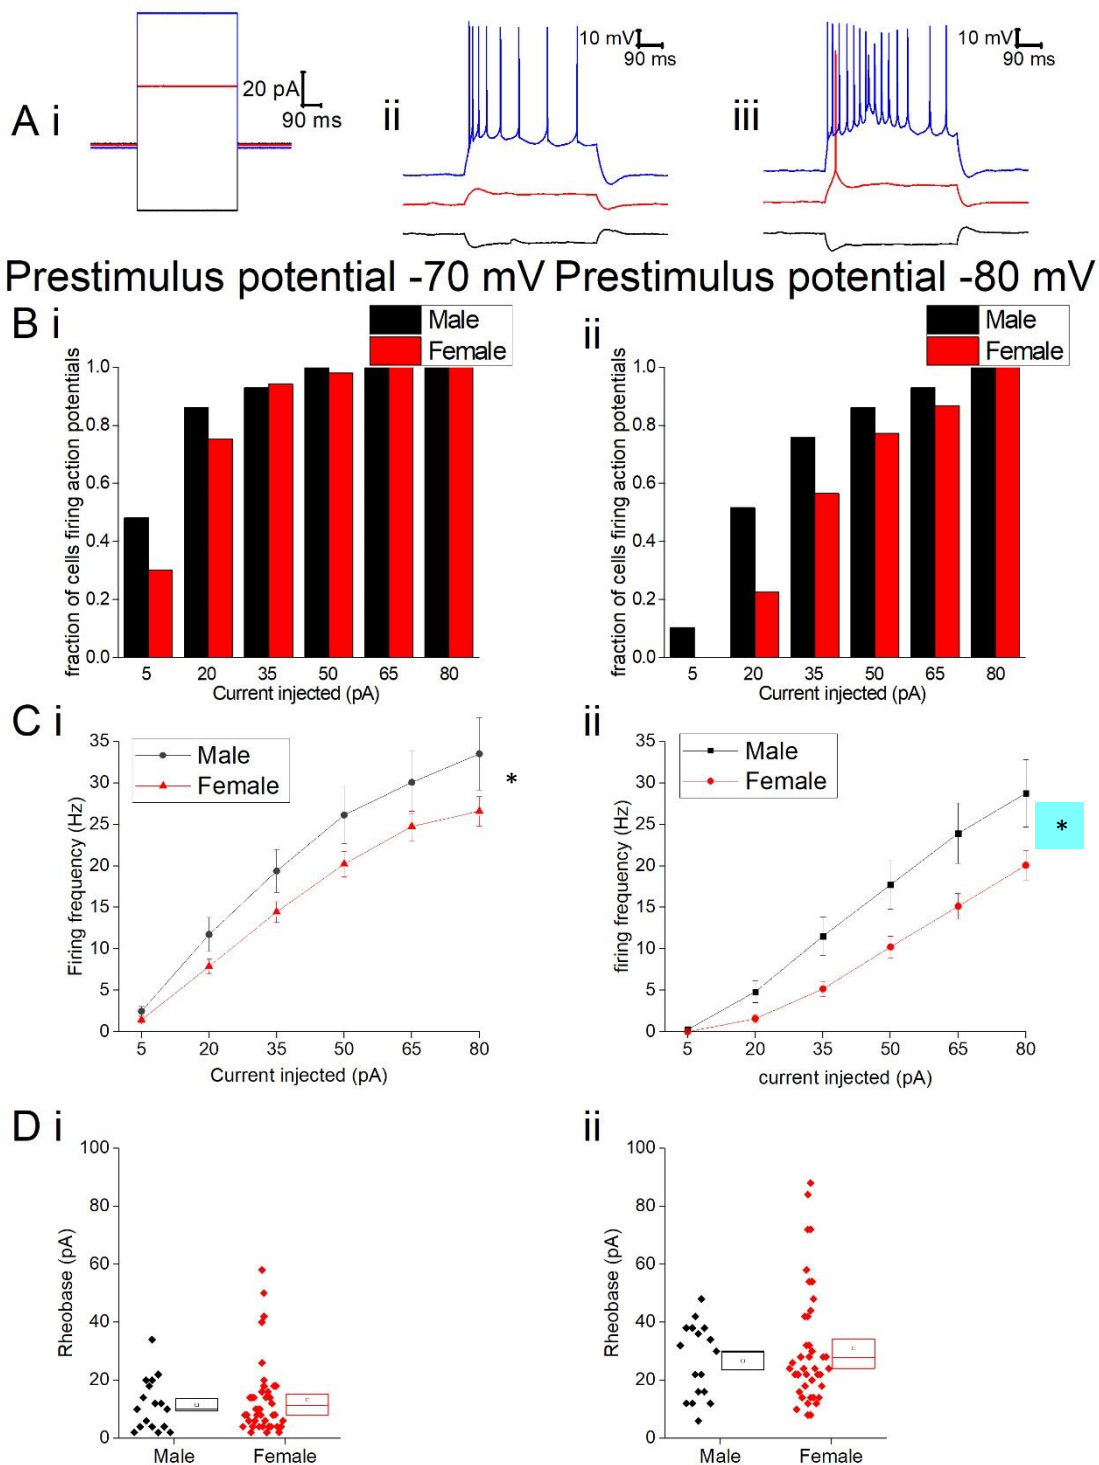 A i
20 pA
90 ms
ii
10 mV
90 ms
iii
10 mV
90 ms
Prestimulus potential -70 mV
Prestimulus potential -80 mV
B i
Male
Female
fraction of cells firing action potentials
1.0
0.8
0.6
0.4
0.2
0.0
5 20 35 50 65 80
Current injected (pA)
ii
Male
Female
fraction of cells firing action potentials
1.0
0.8
0.6
0.4
0.2
0.0
5 20 35 50 65 80
Current injected (pA)
C i
Male
Female
*
Firing frequency (Hz)
35
30
25
20
15
10
5
0
5 20 35 50 65 80
Current injected (pA)
ii
Male
Female
*
firing frequency (Hz)
35
30
25
20
15
10
5
0
5 20 35 50 65 80
current injected (pA)
D i
Rheobase (pA)
100
80
60
40
20
0
Male Female
ii
Rheobase (pA)
100
80
60
40
20
0
Male Female